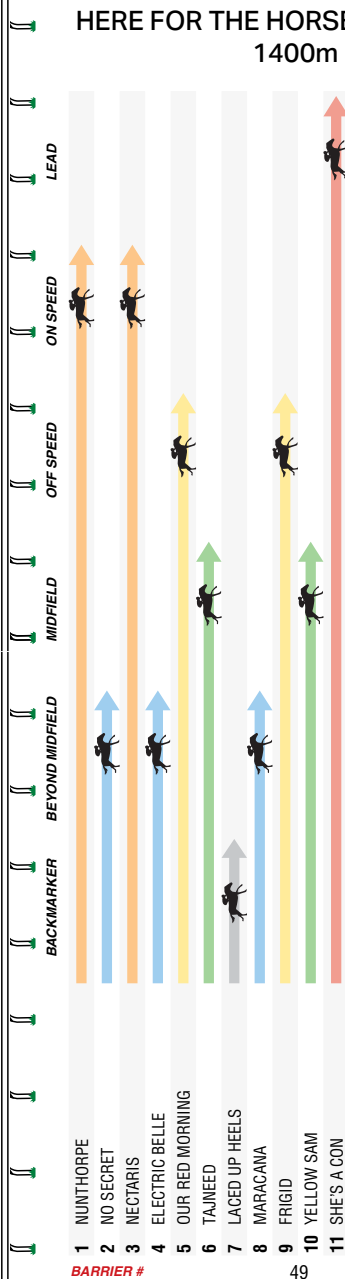 HERE FOR THE HORSE
1400m
LEAD
ON SPEED
OFF SPEED
MIDFIELD
BEYOND MIDFIELD
BACKMARKER
1 NUNTHORPE
2 NO SECRET
3 NECTARIS
4 ELECTRIC BELLE
5 OUR RED MORNING
6 TAJNEED
7 LACED UP HEELS
8 MARACANA
9 FRIGID
10 YELLOW SAM
11 SHE'S A CON
BARRIER #
49